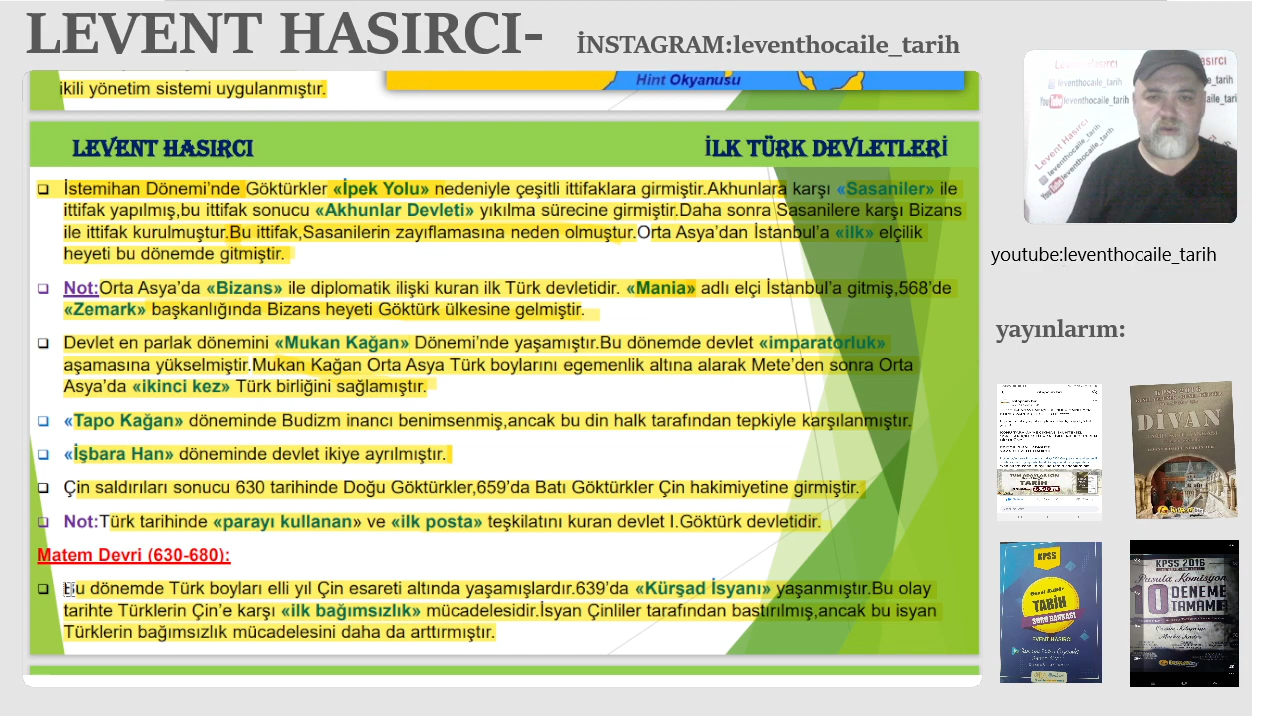 LEVENT HASIRCI-
İNSTAGRAM:leventhocaile_tarih
ikili yönetim sistemi uygulanmıştır.
Hint Okyanusu
LEVENT HASIRCI
İLK TÜRK DEVLETLERİ
İstemihan Dönemi’nde Göktürkler «İpek Yolu» nedeniyle çeşitli ittifaklara girmiştir.Akhunlara karşı «Sasaniler» ile
ittifak yapılmış,bu ittifak sonucu «Akhunlar Devleti» yıkılma sürecine girmiştir.Daha sonra Sasanilere karşı Bizans
ile ittifak kurulmuştur.Bu ittifak,Sasanilerin zayıflamasına neden olmuştur.Orta Asya’dan İstanbul’a «ilk» elçilik
heyeti bu dönemde gitmiştir.
Not:Orta Asya’da «Bizans» ile diplomatik ilişki kuran ilk Türk devletidir. «Mania» adlı elçi İstanbul’a gitmiş,568’de
«Zemark» başkanlığında Bizans heyeti Göktürk ülkesine gelmiştir.
Devlet en parlak dönemini «Mukan Kağan» Dönemi’nde yaşamıştır.Bu dönemde devlet «imparatorluk»
aşamasına yükselmiştir.Mukan Kağan Orta Asya Türk boylarını egemenlik altına alarak Mete’den sonra Orta
Asya’da «ikinci kez» Türk birliğini sağlamıştır.
«Tapo Kağan» döneminde Budizm inancı benimsenmiş,ancak bu din halk tarafından tepkiyle karşılanmıştır.
«İşbara Han» döneminde devlet ikiye ayrılmıştır.
Çin saldırıları sonucu 630 tarihinde Doğu Göktürkler,659’da Batı Göktürkler Çin hakimiyetine girmiştir.
Not:Türk tarihinde «parayı kullanan» ve «ilk posta» teşkilatını kuran devlet I.Göktürk devletidir.
Matem Devri (630-680):
Bu dönemde Türk boyları elli yıl Çin esareti altında yaşamışlardır.639’da «Kürşad İsyanı» yaşanmıştır.Bu olay
tarihte Türklerin Çin’e karşı «ilk bağımsızlık» mücadelesidir.İsyan Çinliler tarafından bastırılmış,ancak bu isyan
Türklerin bağımsızlık mücadelesini daha da arttırmıştır.
youtube:leventhocaile_tarih
yayınlarım:
TARİH
DİVAN
KPSS
TARİH
SORU BANKASI
LEVENT HASIRCI
KPSS 2016
Pusula Komisyon
10 DENEME
TAMAMI